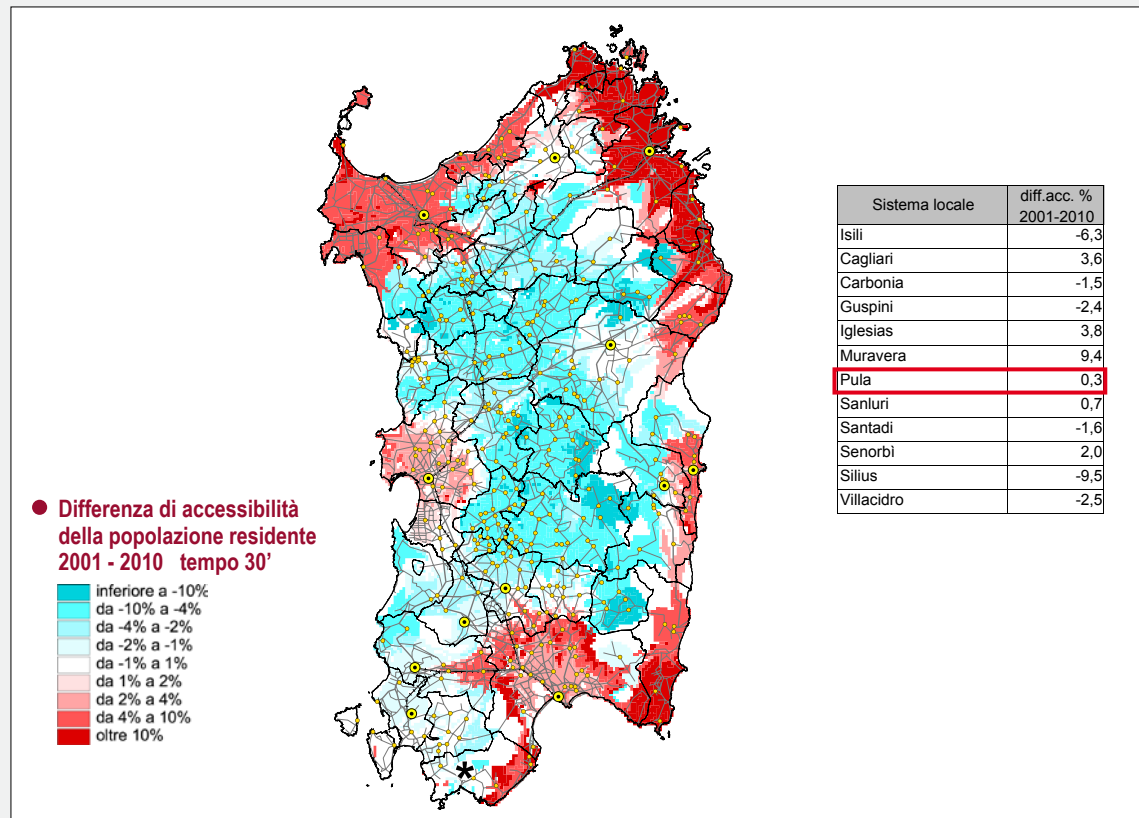 Sistema locale diff.acc. % 2001-2010
Isili -6,3
Cagliari 3,6
Carbonia -1,5
Guspini -2,4
Iglesias 3,8
Muravera 9,4
Pula 0,3
Sanluri 0,7
Santadi -1,6
Senorbì 2,0
Silius -9,5
Villacidro -2,5
Differenza di accessibilità
della popolazione residente
2001 - 2010 tempo 30'
inferiore a -10%
da -10% a -4%
da -4% a -2%
da -2% a -1%
da -1% a 1%
da 1% a 2%
da 2% a 4%
da 4% a 10%
oltre 10%
*